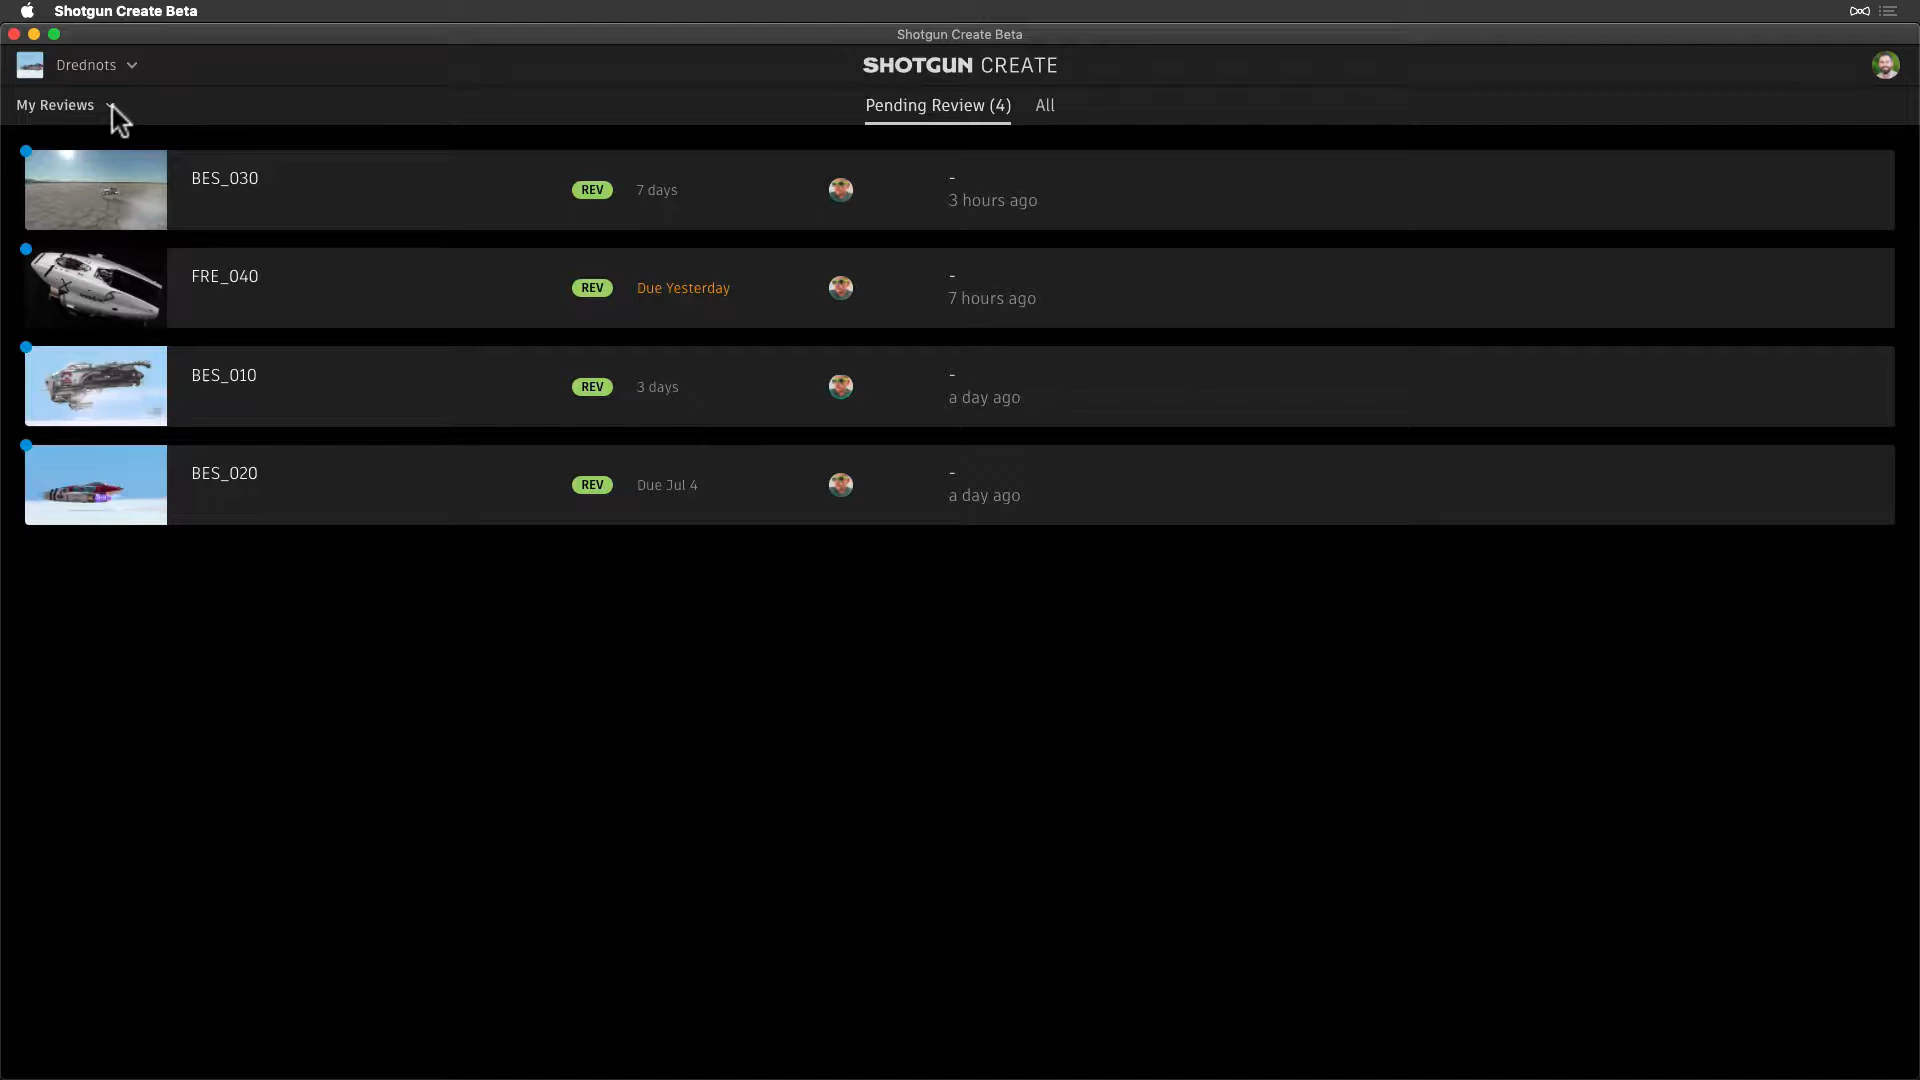 Shotgun Create Beta
Shotgun Create Beta
Drednots
SHOTGUN CREATE
My Reviews
Pending Review (4)
All
BES_030
REV
7 days
-
3 hours ago
FRE_040
REV
Due Yesterday
-
7 hours ago
BES_010
REV
3 days
-
a day ago
BES_020
REV
Due Jul 4
-
a day ago